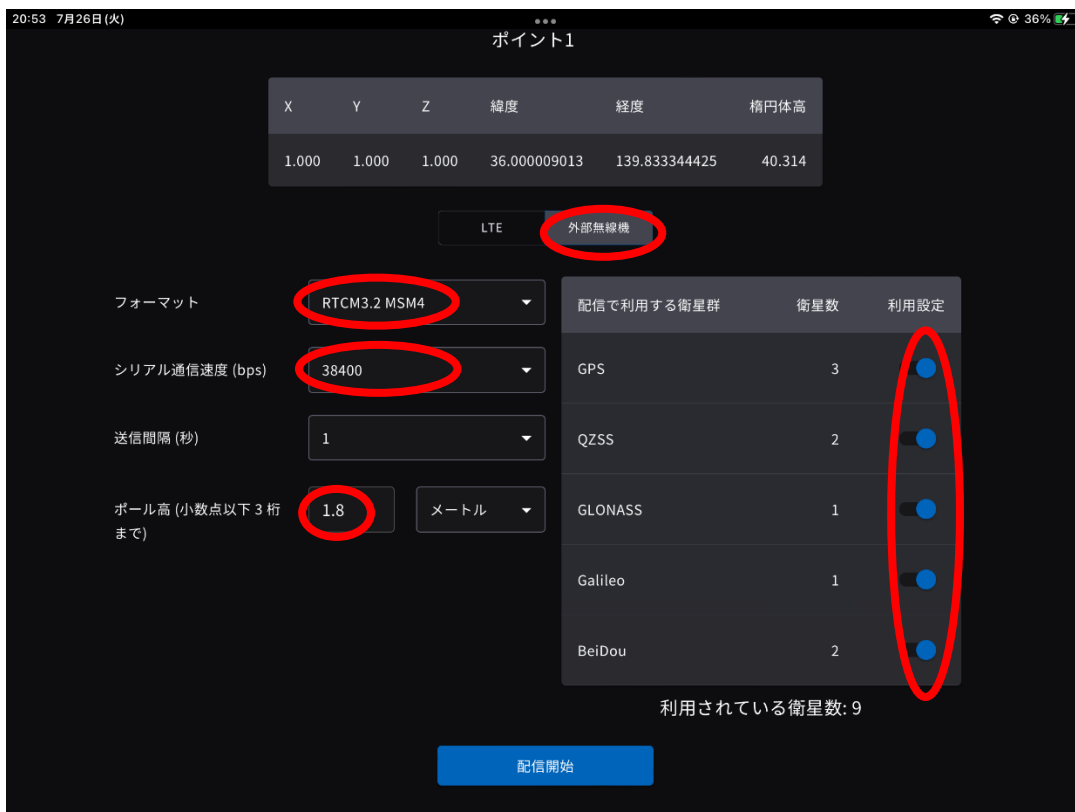 20:53 7月26日(火)
36%
ポイント1
X Y Z 緯度 経度 楕円体高
1.000 1.000 1.000 36.000009013 139.833344425 40.314
LTE 外部無線機
フォーマット RTCM3.2 MSM4
シリアル通信速度 (bps) 38400
送信間隔 (秒) 1
ポール高 (小数点以下 3 桁
まで) 1.8 メートル
配信で利用する衛星群 衛星数 利用設定
GPS 3
QZSS 2
GLONASS 1
Galileo 1
BeiDou 2
利用されている衛星数: 9
配信開始